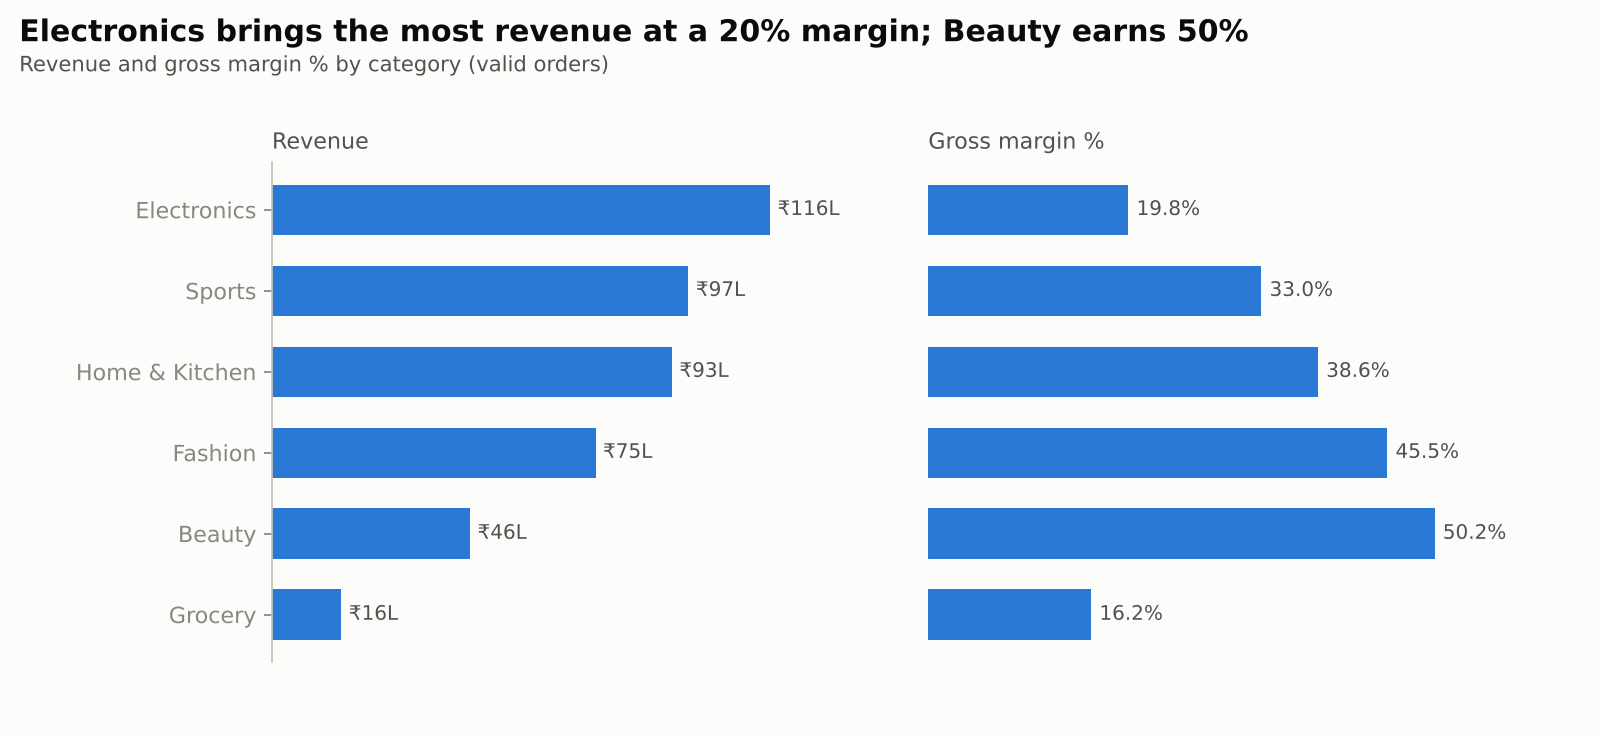 Electronics brings the most revenue at a 20% margin; Beauty earns 50%
Revenue and gross margin % by category (valid orders)
Revenue
Gross margin %
Electronics ₹116L 19.8%
Sports ₹97L 33.0%
Home & Kitchen ₹93L 38.6%
Fashion ₹75L 45.5%
Beauty ₹46L 50.2%
Grocery ₹16L 16.2%